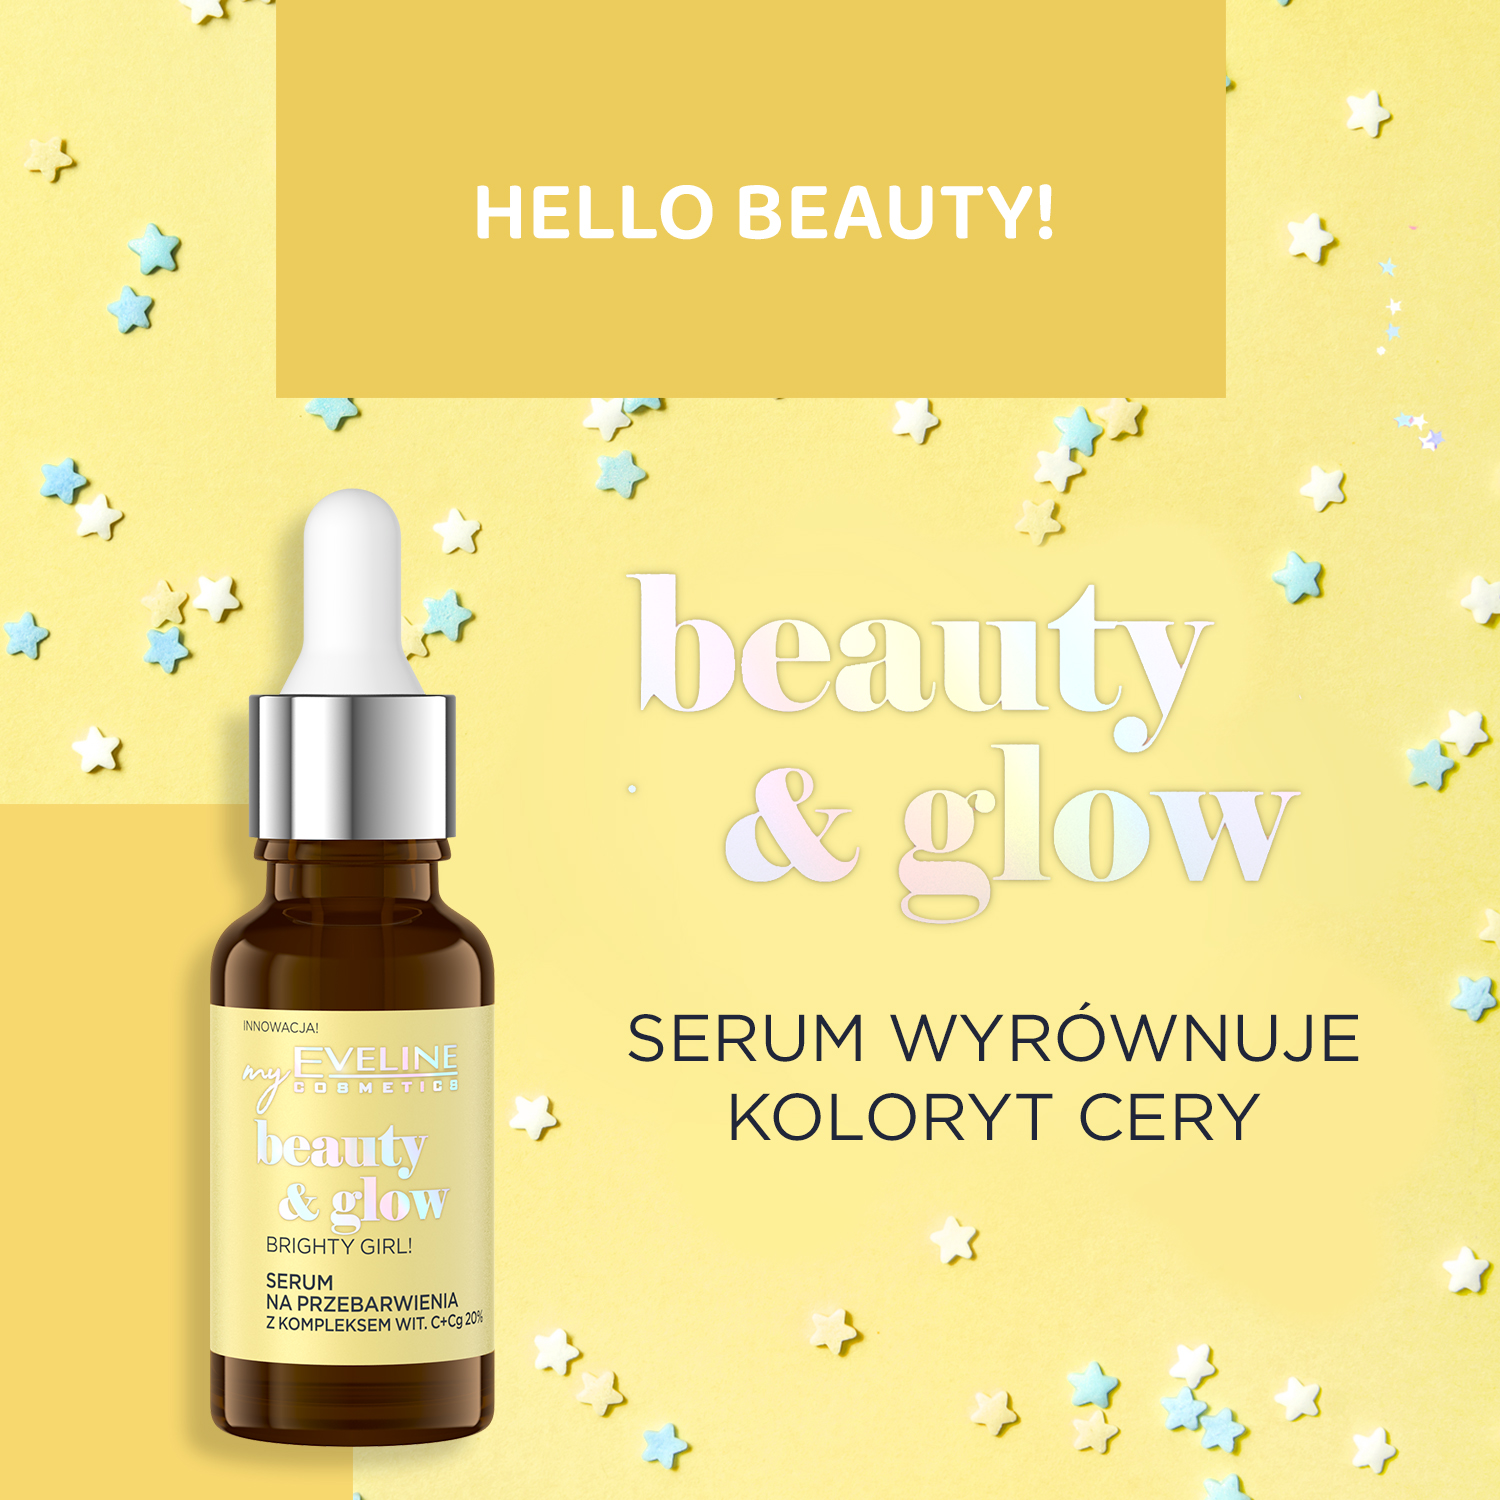 HELLO BEAUTY!
beauty
& glow
SERUM WYRÓWNUJE
KOLORYT CERY
INNOWACJA!
my EVELINE
COSMETICS
beauty
& glow
BRIGHTY GIRL!
SERUM
NA PRZEBARWIENIA
Z KOMPLEKSEM WIT. C+Cg 20%